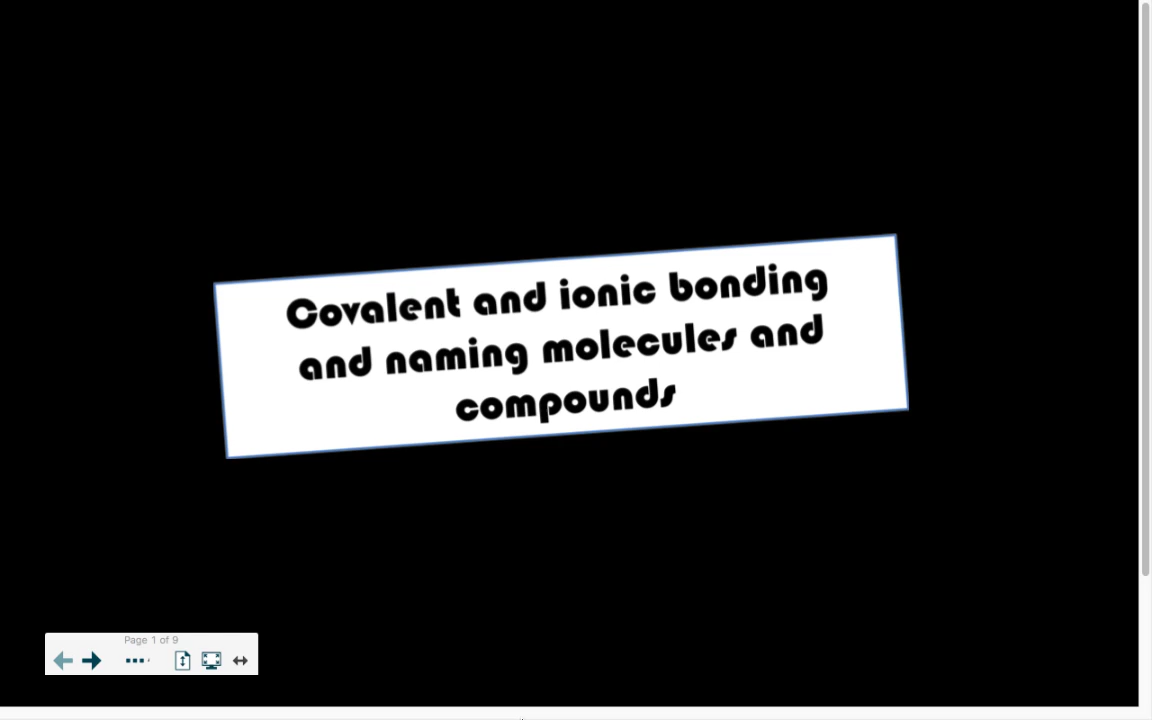 Covalent and ionic bonding
and naming molecules and
compounds
Page 1 of 9